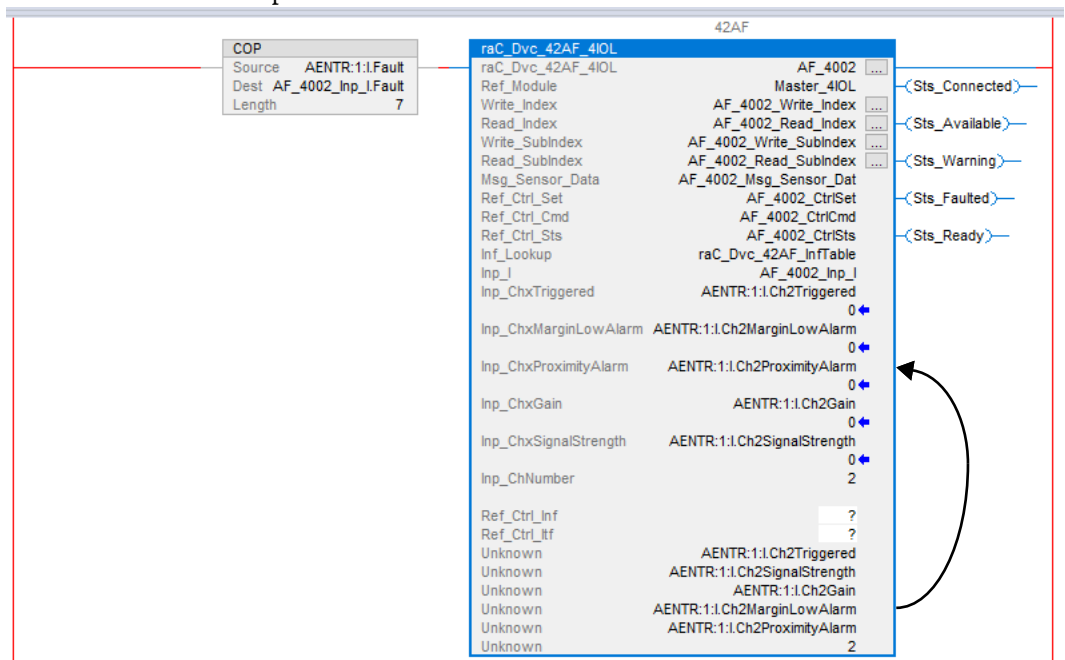 42AF
COP
Source AENTR:1:I.Fault
Dest AF_4002_Inp_I.Fault
Length 7
raC_Dvc_42AF_4IOL
raC_Dvc_42AF_4IOL AF_4002 ...
Ref_Module Master_4IOL
Write_Index AF_4002_Write_Index ...
Read_Index AF_4002_Read_Index ...
Write_SubIndex AF_4002_Write_SubIndex ...
Read_SubIndex AF_4002_Read_SubIndex ...
Msg_Sensor_Data AF_4002_Msg_Sensor_Dat
Ref_Ctrl_Set AF_4002_CtrlSet
Ref_Ctrl_Cmd AF_4002_CtrlCmd
Ref_Ctrl_Sts AF_4002_CtrlSts
Inf_Lookup raC_Dvc_42AF_InfTable
Inp_I AF_4002_Inp_I
Inp_ChxTriggered AENTR:1:I.Ch2Triggered
0
Inp_ChxMarginLowAlarm AENTR:1:I.Ch2MarginLowAlarm
0
Inp_ChxProximityAlarm AENTR:1:I.Ch2ProximityAlarm
0
Inp_ChxGain AENTR:1:I.Ch2Gain
0
Inp_ChxSignalStrength AENTR:1:I.Ch2SignalStrength
0
Inp_ChNumber 2
Ref_Ctrl_Inf ?
Ref_Ctrl_Itf ?
Unknown AENTR:1:I.Ch2Triggered
Unknown AENTR:1:I.Ch2SignalStrength
Unknown AENTR:1:I.Ch2Gain
Unknown AENTR:1:I.Ch2MarginLowAlarm
Unknown AENTR:1:I.Ch2ProximityAlarm
Unknown 2
Sts_Connected
Sts_Available
Sts_Warning
Sts_Faulted
Sts_Ready